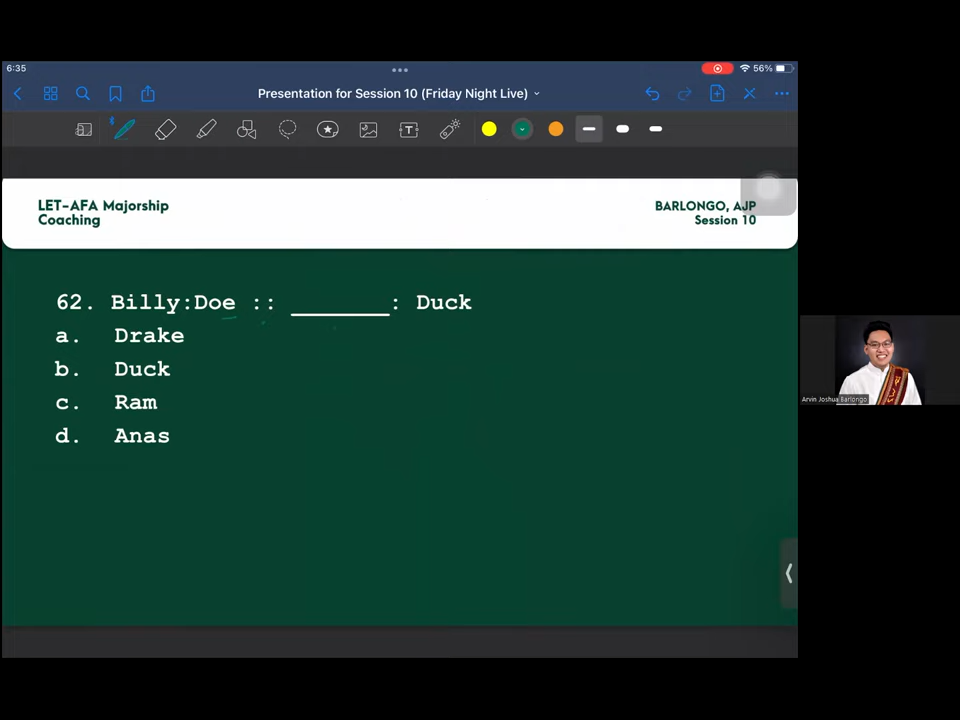 6:35
56%
Presentation for Session 10 (Friday Night Live)
LET-AFA Majorship
Coaching
BARLONGO, AJP
Session 10
62. Billy:Doe :: _______: Duck
a. Drake
b. Duck
c. Ram
d. Anas
Arvin Joshua Barlongo